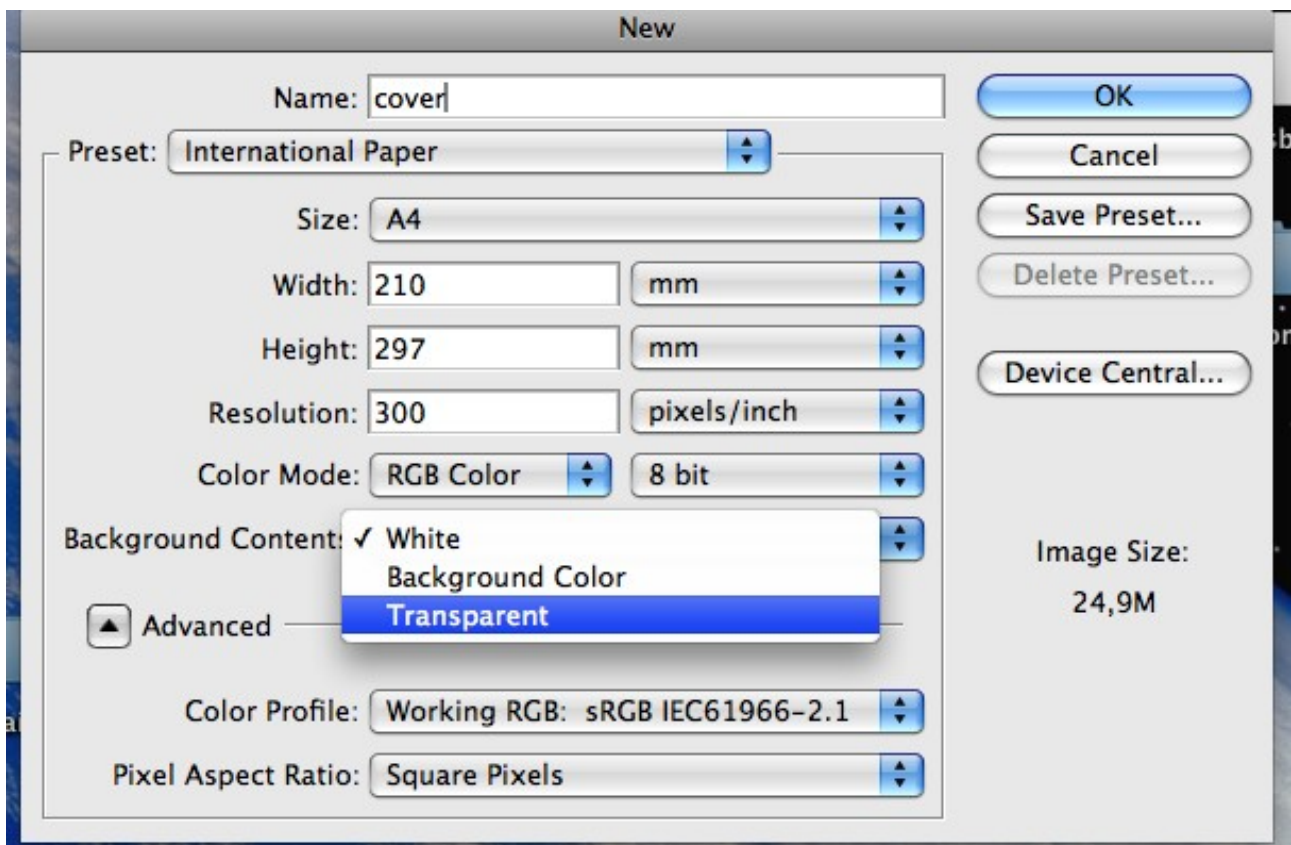 New
Name: cover
OK
Preset: International Paper
Cancel
Size: A4
Save Preset...
Width: 210 mm
Delete Preset...
Height: 297 mm
Device Central...
Resolution: 300 pixels/inch
Color Mode: RGB Color 8 bit
Background Content: ✓ White
Background Color
Transparent
Image Size:
24,9M
Advanced
Color Profile: Working RGB: sRGB IEC61966-2.1
Pixel Aspect Ratio: Square Pixels